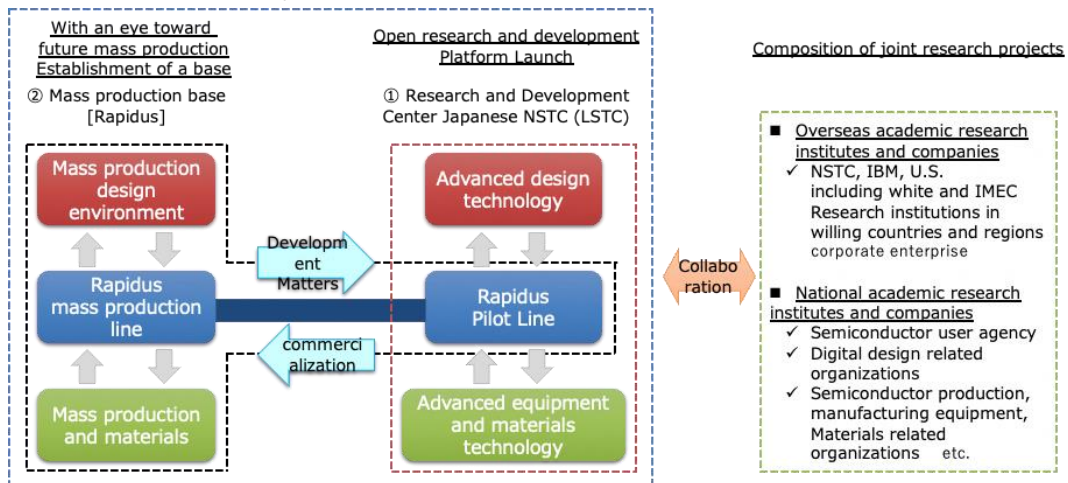 With an eye toward
future mass production
Establishment of a base
② Mass production base
[Rapidus]
Mass production
design
environment
Rapidus
mass production
line
Mass production
and materials
Developm
ent
Matters
commerci
alization
Open research and development
Platform Launch
① Research and Development
Center Japanese NSTC (LSTC)
Advanced design
technology
Rapidus
Pilot Line
Advanced equipment
and materials
technology
Collabo
ration
Composition of joint research projects
■ Overseas academic research
institutes and companies
✓ NSTC, IBM, U.S.
including white and IMEC
Research institutions in
willing countries and regions
corporate enterprise
■ National academic research
institutes and companies
✓ Semiconductor user agency
✓ Digital design related
organizations
✓ Semiconductor production,
manufacturing equipment,
Materials related
organizations etc.